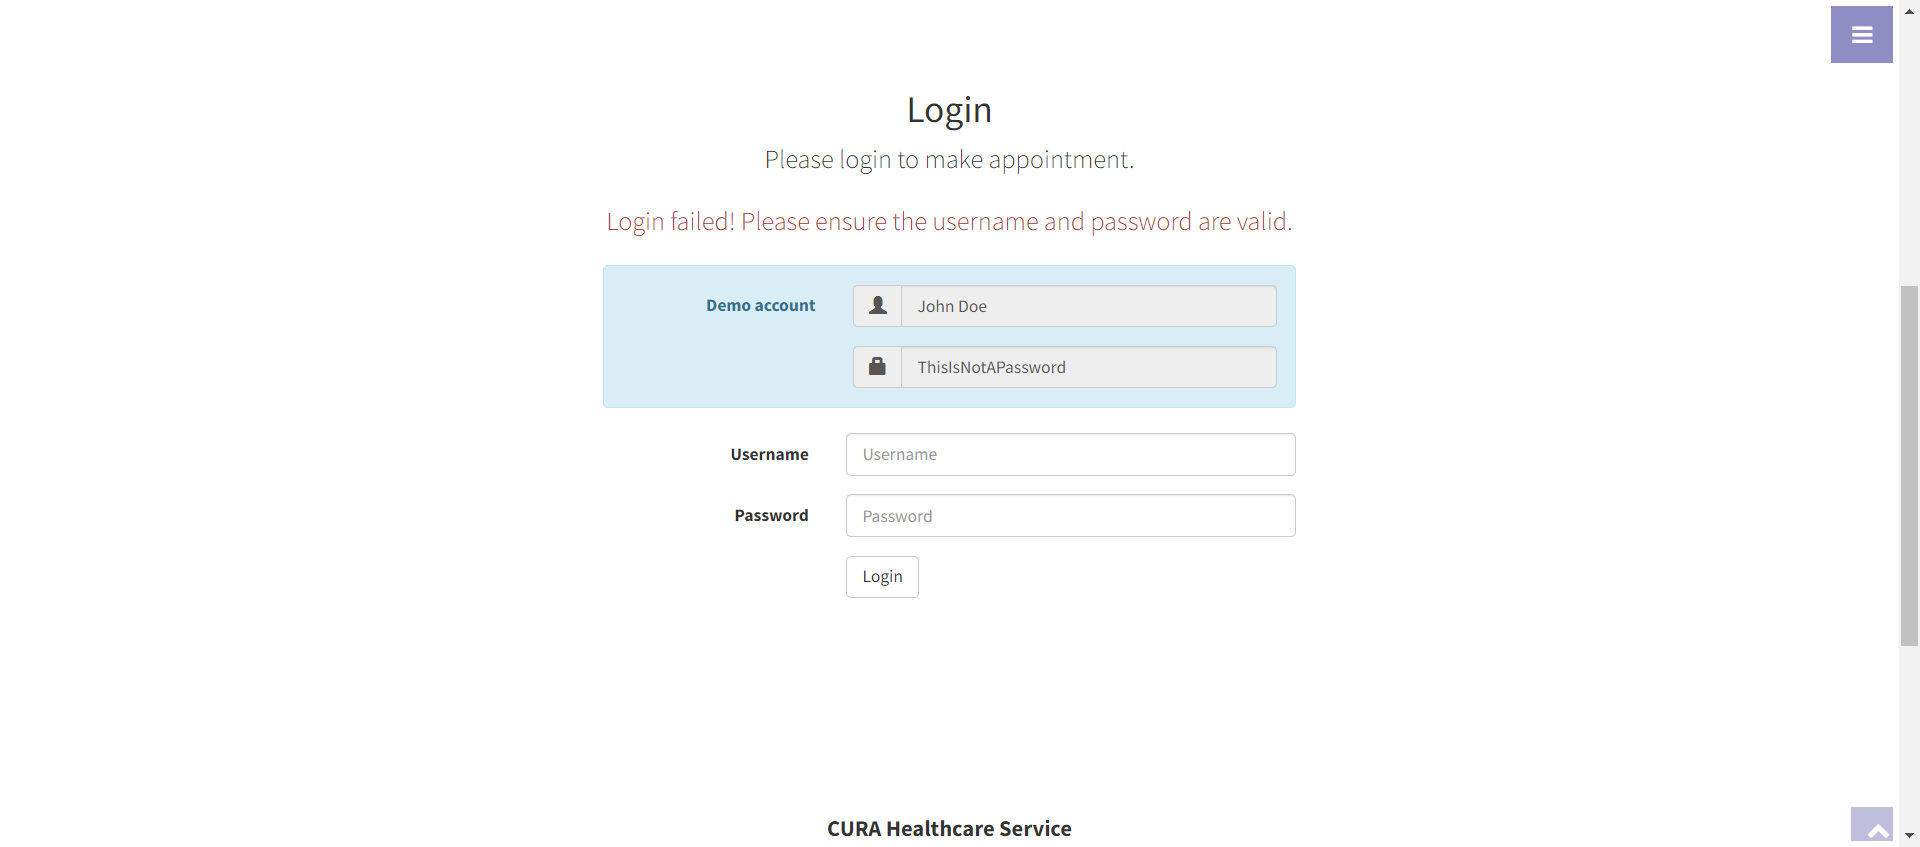 Login
Please login to make appointment.
Login failed! Please ensure the username and password are valid.
Demo account
John Doe
ThisIsNotAPassword
Username
Username
Password
Password
Login
CURA Healthcare Service